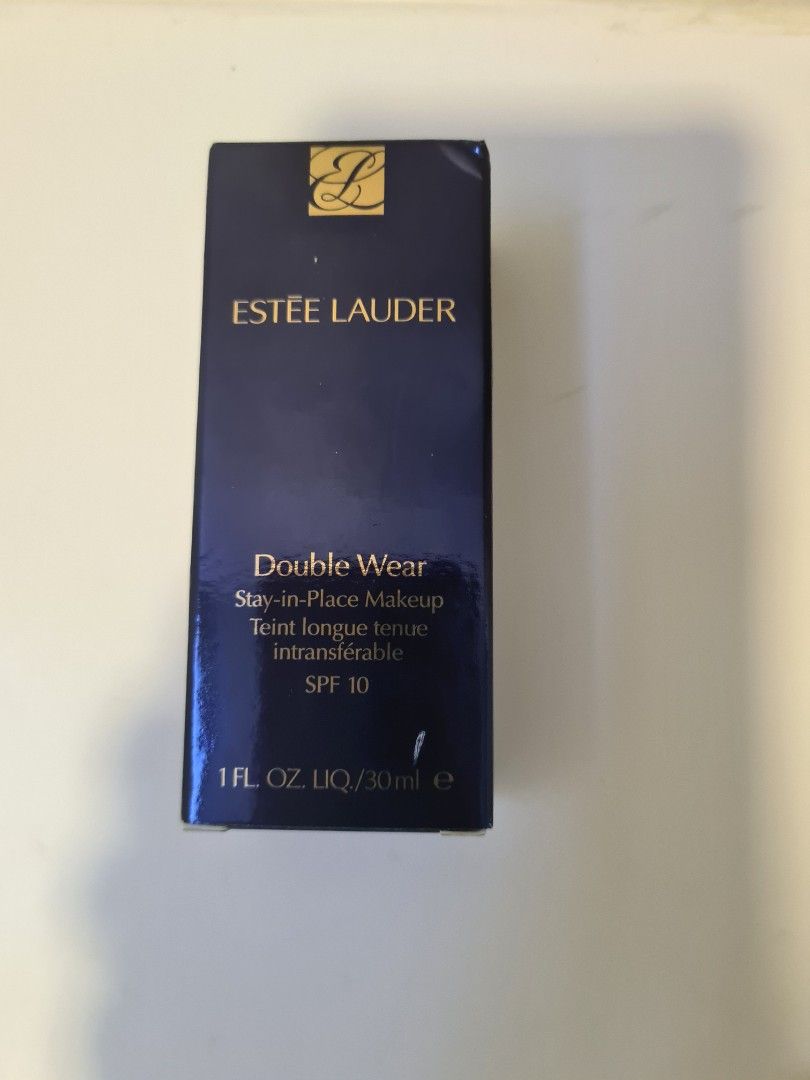 EL
ESTĒE LAUDER
Double Wear
Stay-in-Place Makeup
Teint longue tenue
intransférable
SPF 10
1 FL. OZ. LIQ./30 ml ℮